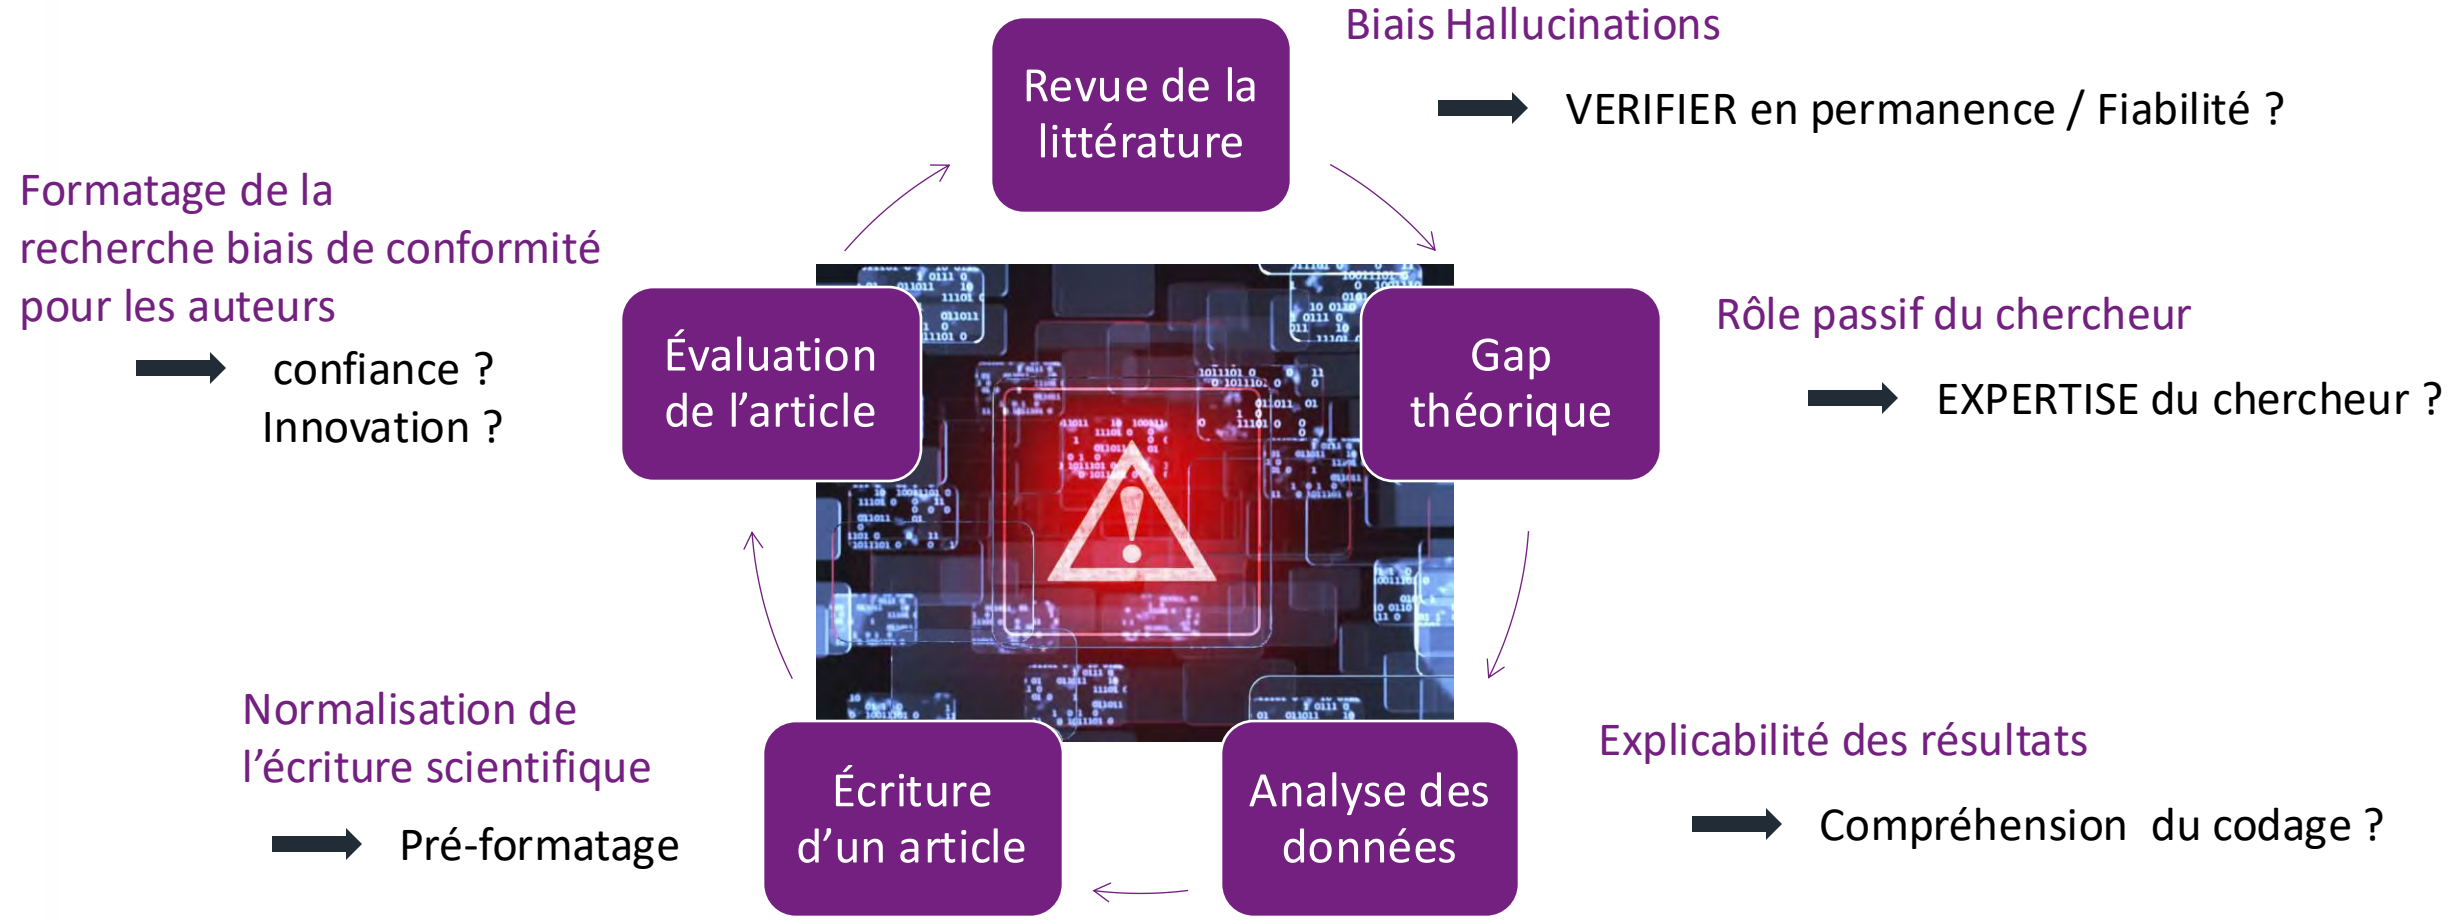 Biais Hallucinations
Revue de la
littérature
VERIFIER en permanence / Fiabilité ?
Formatage de la
recherche biais de conformité
pour les auteurs
confiance ?
Innovation ?
Évaluation
de l’article
Gap
théorique
Rôle passif du chercheur
EXPERTISE du chercheur ?
Normalisation de
l’écriture scientifique
Pré-formatage
Écriture
d’un article
Analyse des
données
Explicabilité des résultats
Compréhension  du codage ?